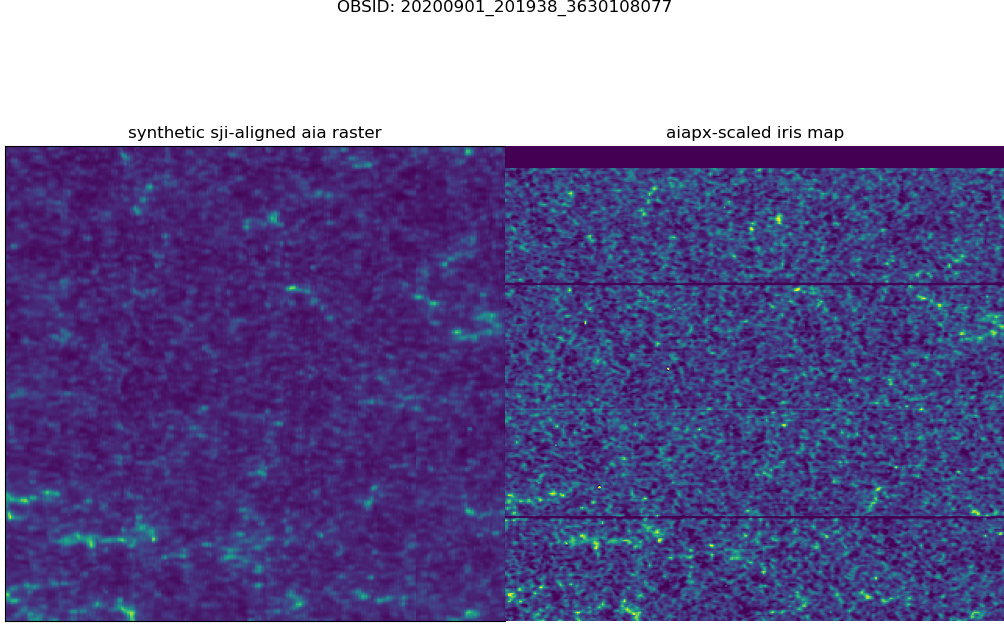 OBSID: 20200901_201938_3630108077
synthetic sji-aligned aia raster
aiapx-scaled iris map